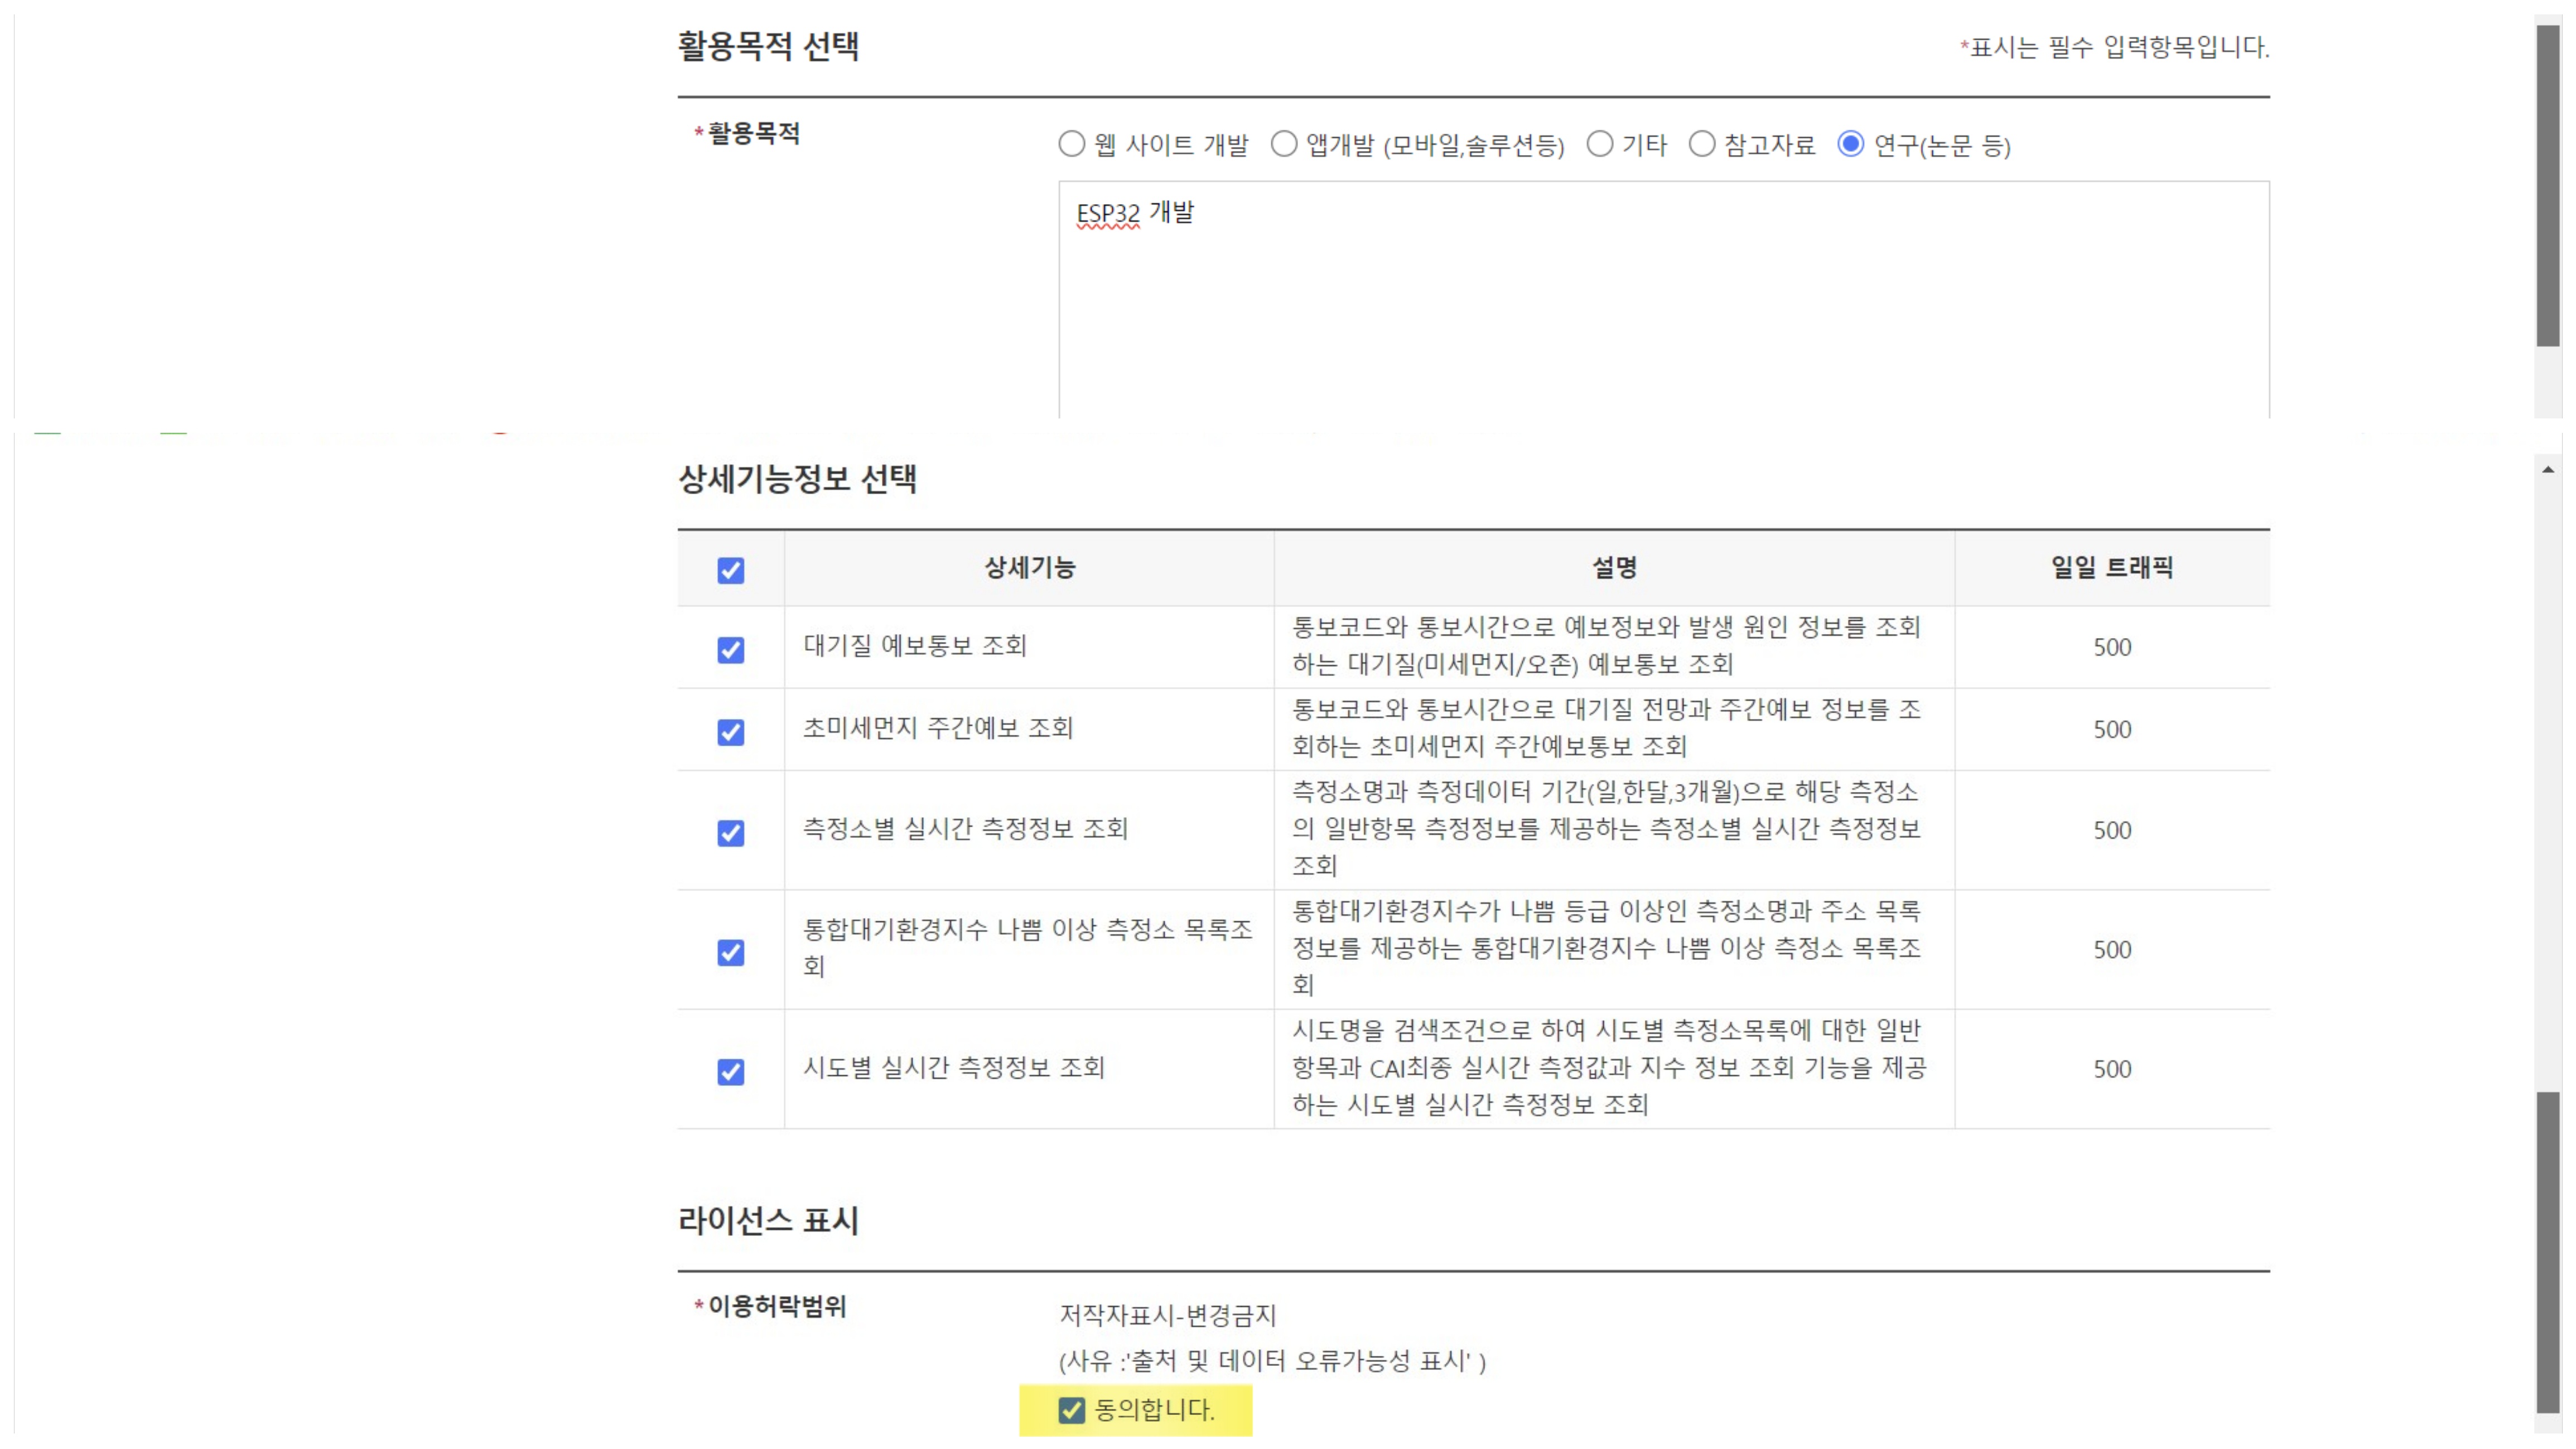 활용목적 선택
*표시는 필수 입력항목입니다.
*활용목적
웹 사이트 개발 앱개발 (모바일,솔루션등) 기타 참고자료 연구(논문 등)
ESP32 개발
상세기능정보 선택
상세기능 설명 일일 트래픽
대기질 예보통보 조회
통보코드와 통보시간으로 예보정보와 발생 원인 정보를 조회
하는 대기질(미세먼지/오존) 예보통보 조회
500
초미세먼지 주간예보 조회
통보코드와 통보시간으로 대기질 전망과 주간예보 정보를 조
회하는 초미세먼지 주간예보통보 조회
500
측정소별 실시간 측정정보 조회
측정소명과 측정데이터 기간(일,한달,3개월)으로 해당 측정소
의 일반항목 측정정보를 제공하는 측정소별 실시간 측정정보
조회
500
통합대기환경지수 나쁨 이상 측정소 목록조
회
통합대기환경지수가 나쁨 등급 이상인 측정소명과 주소 목록
정보를 제공하는 통합대기환경지수 나쁨 이상 측정소 목록조
회
500
시도별 실시간 측정정보 조회
시도명을 검색조건으로 하여 시도별 측정소목록에 대한 일반
항목과 CAI최종 실시간 측정값과 지수 정보 조회 기능을 제공
하는 시도별 실시간 측정정보 조회
500
라이선스 표시
*이용허락범위
저작자표시-변경금지
(사유 :'출처 및 데이터 오류가능성 표시' )
동의합니다.